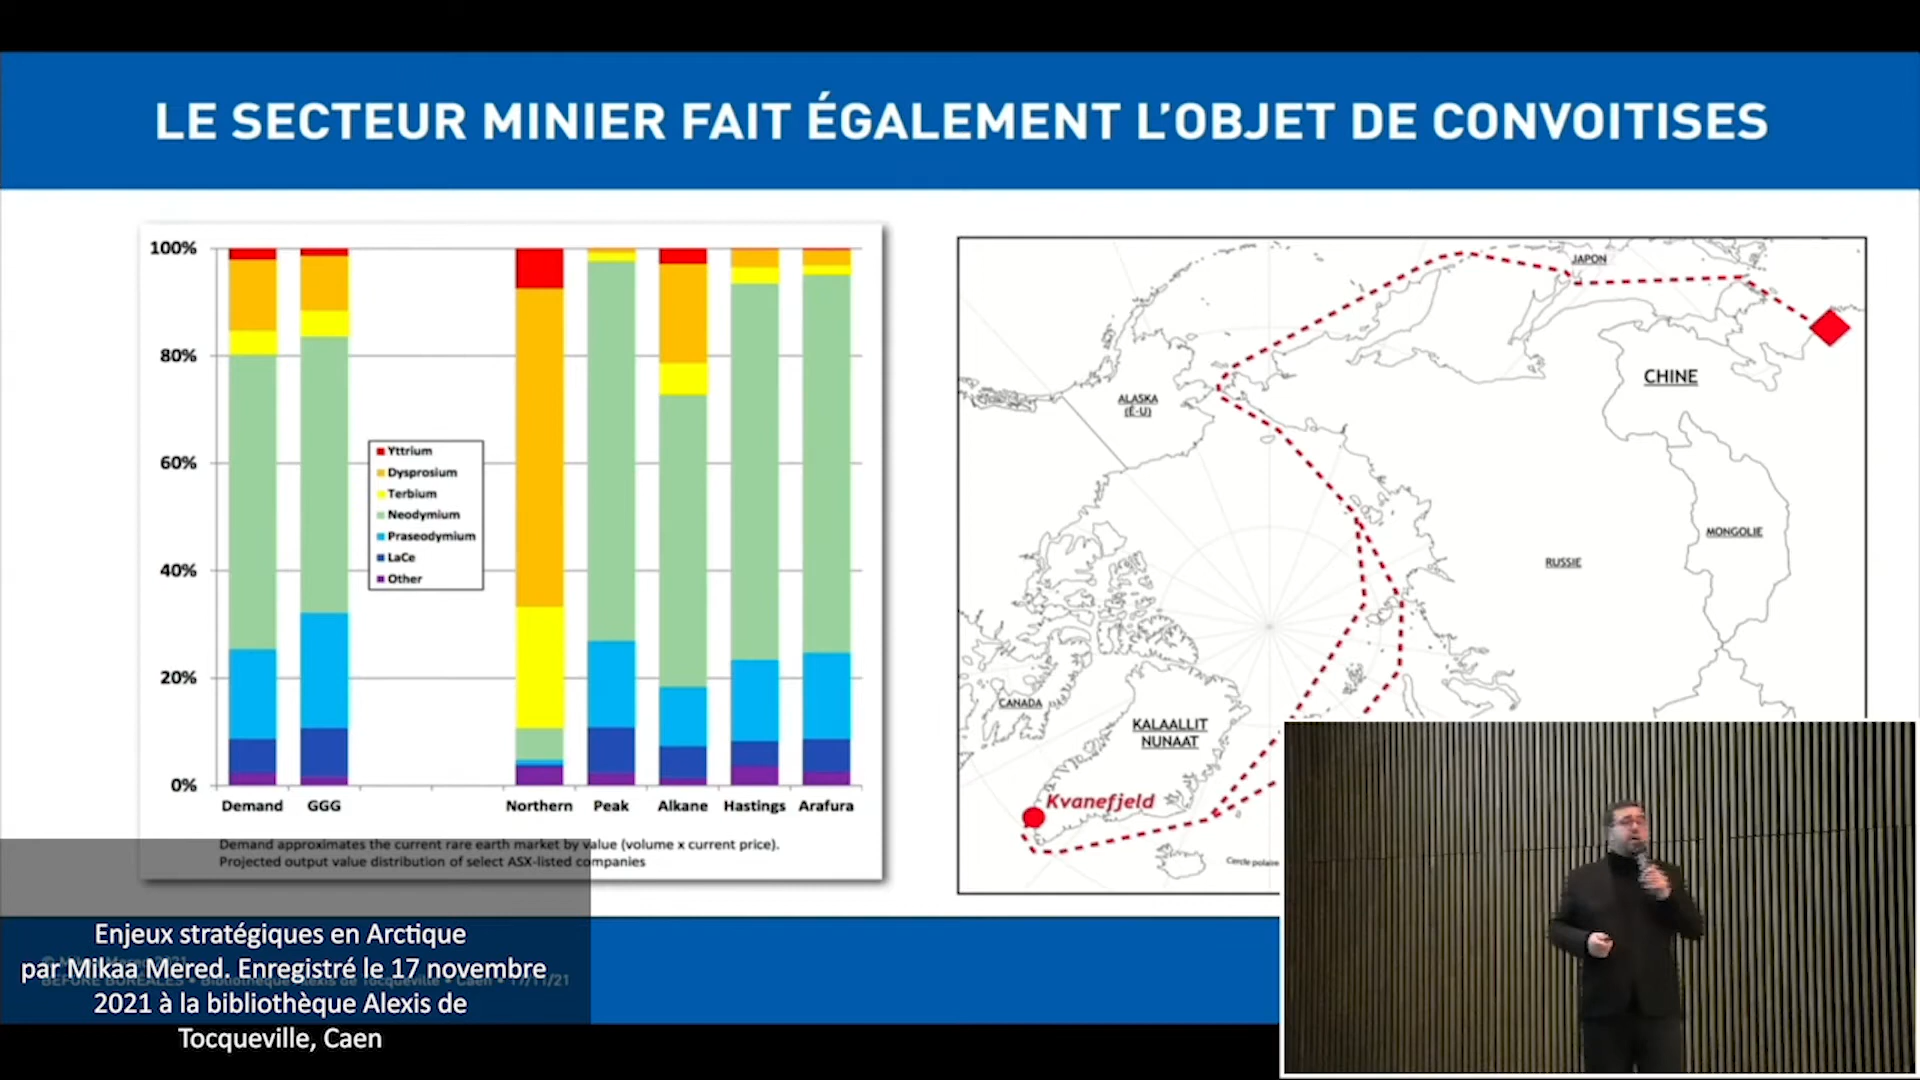 LE SECTEUR MINIER FAIT ÉGALEMENT L'OBJET DE CONVOITISES
100%
80%
60%
40%
20%
0%
Yttrium
Dysprosium
Terbium
Neodymium
Praseodymium
LaCe
Other
Demand
GGG
Northern
Peak
Alkane
Hastings
Arafura
Demand approximates the current rare earth market by value (volume x current price).
Projected output value distribution of select ASX-listed companies
JAPON
CHINE
ALASKA
(É-U)
MONGOLIE
RUSSIE
CANADA
KALAALLIT
NUNAAT
Kvanefjeld
Cercle polaire
Enjeux stratégiques en Arctique
par Mikaa Mered. Enregistré le 17 novembre
2021 à la bibliothèque Alexis de
Tocqueville, Caen
BEFORE BORÉALES • Bibliothèque Alexis de Tocqueville • Caen • 17/11/21